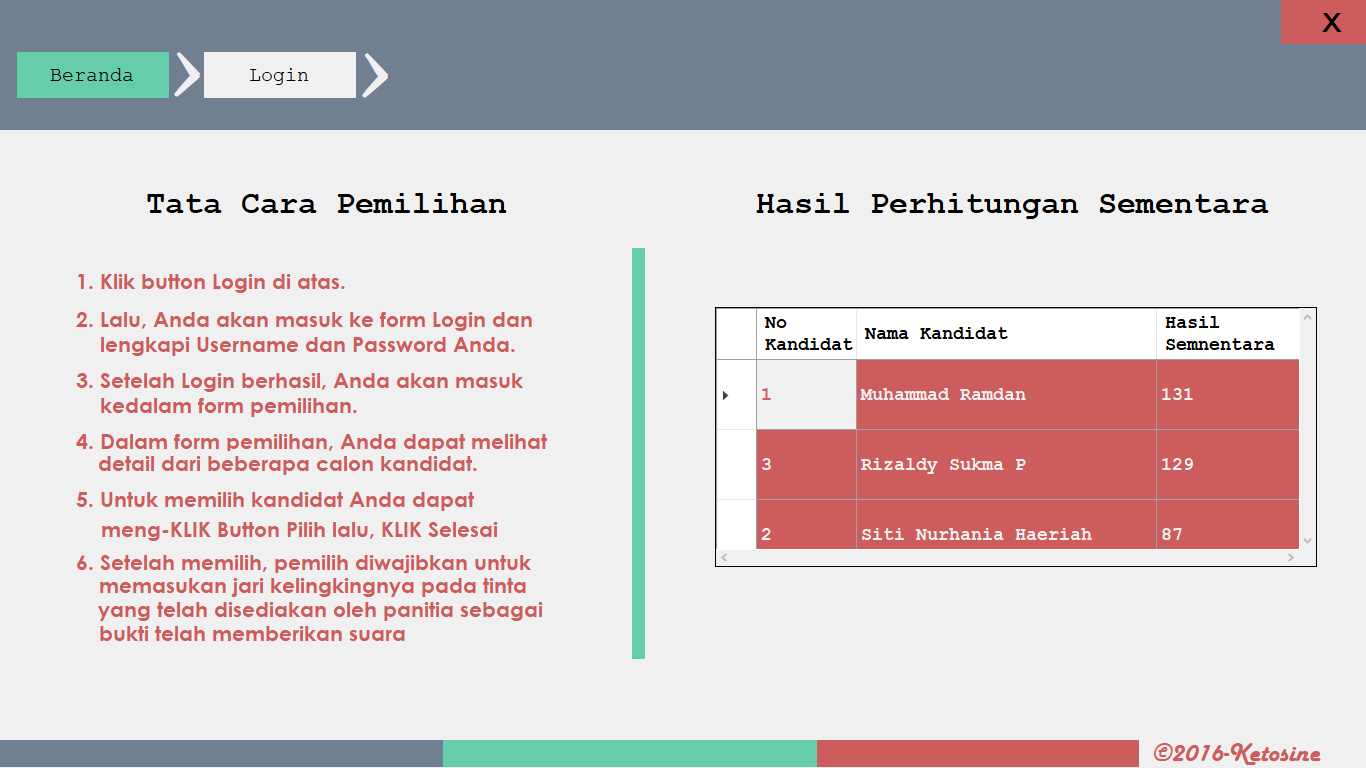 X
Beranda
Login
Tata Cara Pemilihan
1. Klik button Login di atas.
2. Lalu, Anda akan masuk ke form Login dan
lengkapi Username dan Password Anda.
3. Setelah Login berhasil, Anda akan masuk
kedalam form pemilihan.
4. Dalam form pemilihan, Anda dapat melihat
detail dari beberapa calon kandidat.
5. Untuk memilih kandidat Anda dapat
meng-KLIK Button Pilih lalu, KLIK Selesai
6. Setelah memilih, pemilih diwajibkan untuk
memasukan jari kelingkingnya pada tinta
yang telah disediakan oleh panitia sebagai
bukti telah memberikan suara
Hasil Perhitungan Sementara
No Kandidat Nama Kandidat Hasil Semnentara
1 Muhammad Ramdan 131
3 Rizaldy Sukma P 129
2 Siti Nurhania Haeriah 87
©2016-Ketosine